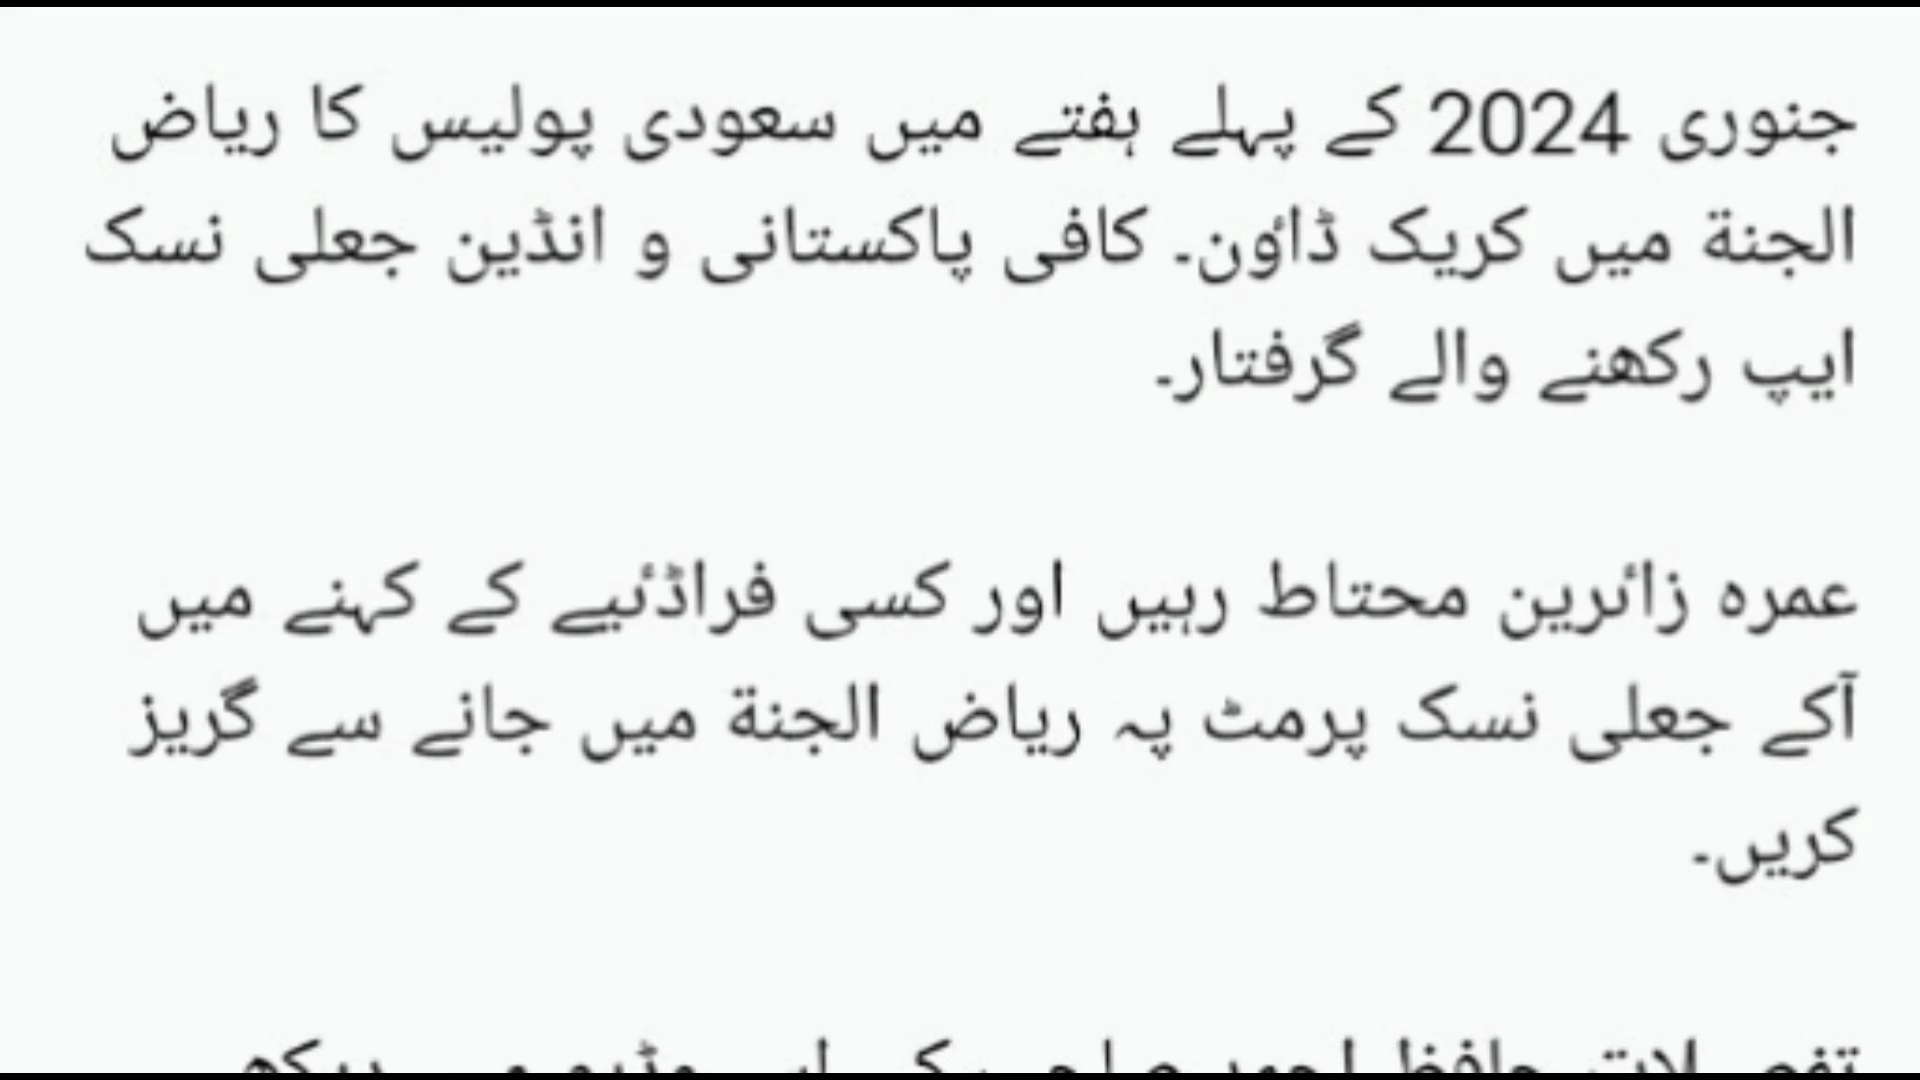 جنوری 2024 کے پہلے ہفتے میں سعودی پولیس کا ریاض
الجنة میں کریک ڈاؤن۔ کافی پاکستانی و انڈین جعلی نسک
ایپ رکھنے والے گرفتار۔
عمرہ زائرین محتاط رہیں اور کسی فراڈئیے کے کہنے میں
آکے جعلی نسک پرمٹ پہ ریاض الجنة میں جانے سے گریز
کریں۔